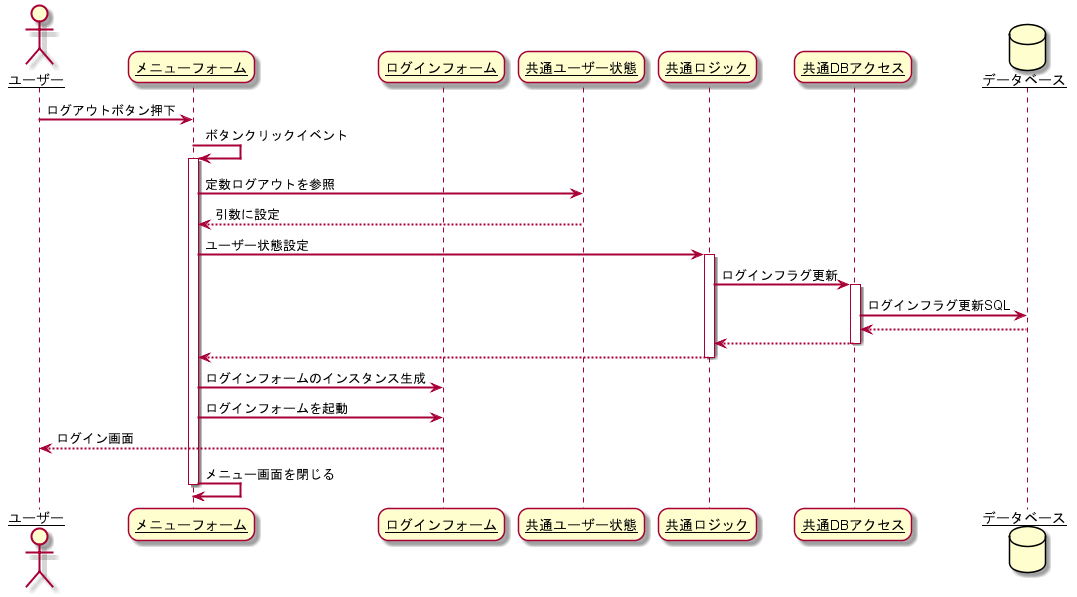 ユーザー
メニューフォーム
ログインフォーム
共通ユーザー状態
共通ロジック
共通DBアクセス
データベース
ログアウトボタン押下
ボタンクリックイベント
定数ログアウトを参照
引数に設定
ユーザー状態設定
ログインフラグ更新
ログインフラグ更新SQL
ログインフォームのインスタンス生成
ログインフォームを起動
ログイン画面
メニュー画面を閉じる
ユーザー
メニューフォーム
ログインフォーム
共通ユーザー状態
共通ロジック
共通DBアクセス
データベース